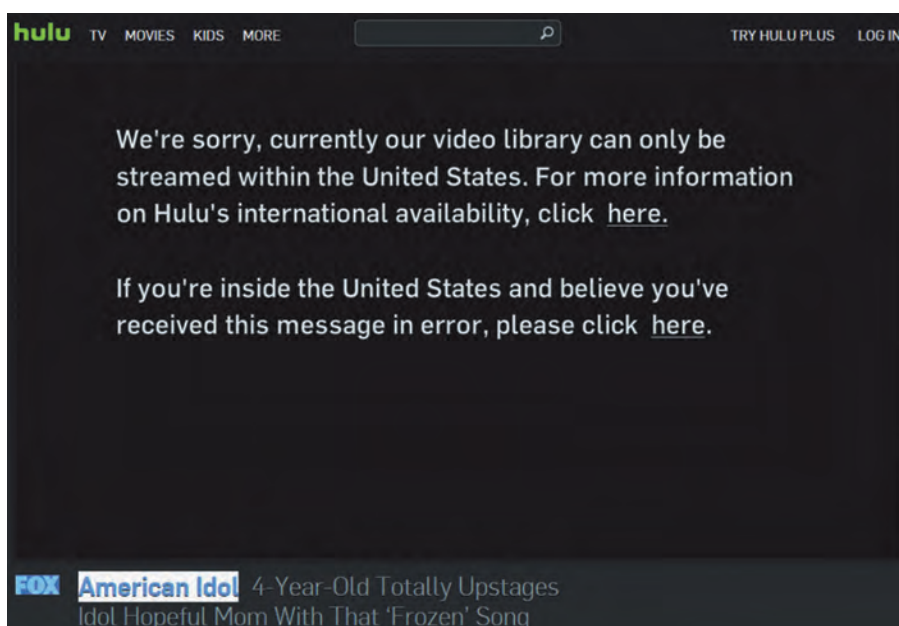 hulu TV MOVIES KIDS MORE TRY HULU PLUS LOG IN
We're sorry, currently our video library can only be
streamed within the United States. For more information
on Hulu's international availability, click here.
If you're inside the United States and believe you've
received this message in error, please click here.
FOX American Idol 4-Year-Old Totally Upstages
Idol Hopeful Mom With That 'Frozen' Song